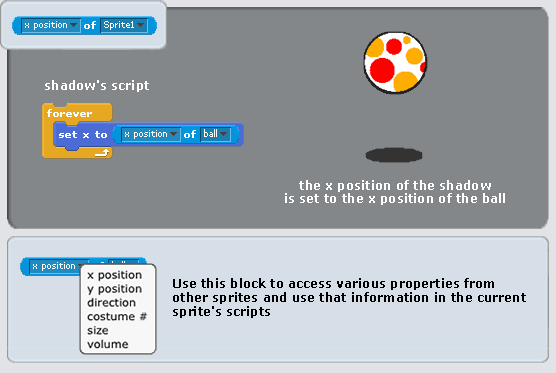 x position of Sprite1
shadow's script
forever
set x to x position of ball
the x position of the shadow
is set to the x position of the ball
x position
x position
y position
direction
costume #
size
volume
Use this block to access various properties from
other sprites and use that information in the current
sprite's scripts